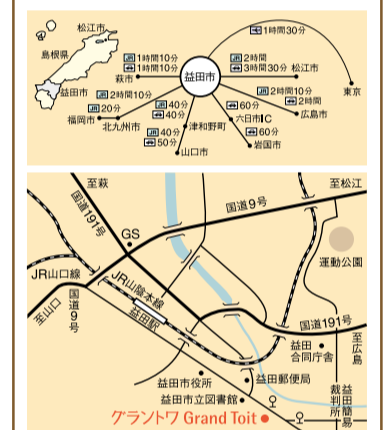 松江市
島根県
益田市
1時間30分
1時間10分
1時間10分
萩市
益田市
2時間
3時間30分
松江市
東京
2時間10分
20分
福岡市
北九州市
40分
40分
津和野町
40分
50分
山口市
60分
六日市IC
60分
岩国市
2時間10分
2時間
広島市
至萩
至松江
国道191号
国道9号
GS
運動公園
JR山口線
JR山陰本線
益田駅
至山口
国道9号
国道191号
至広島
益田
合同庁舎
益田市役所
益田郵便局
益田市立図書館
益田簡易
裁判所
グラントワ Grand Toit